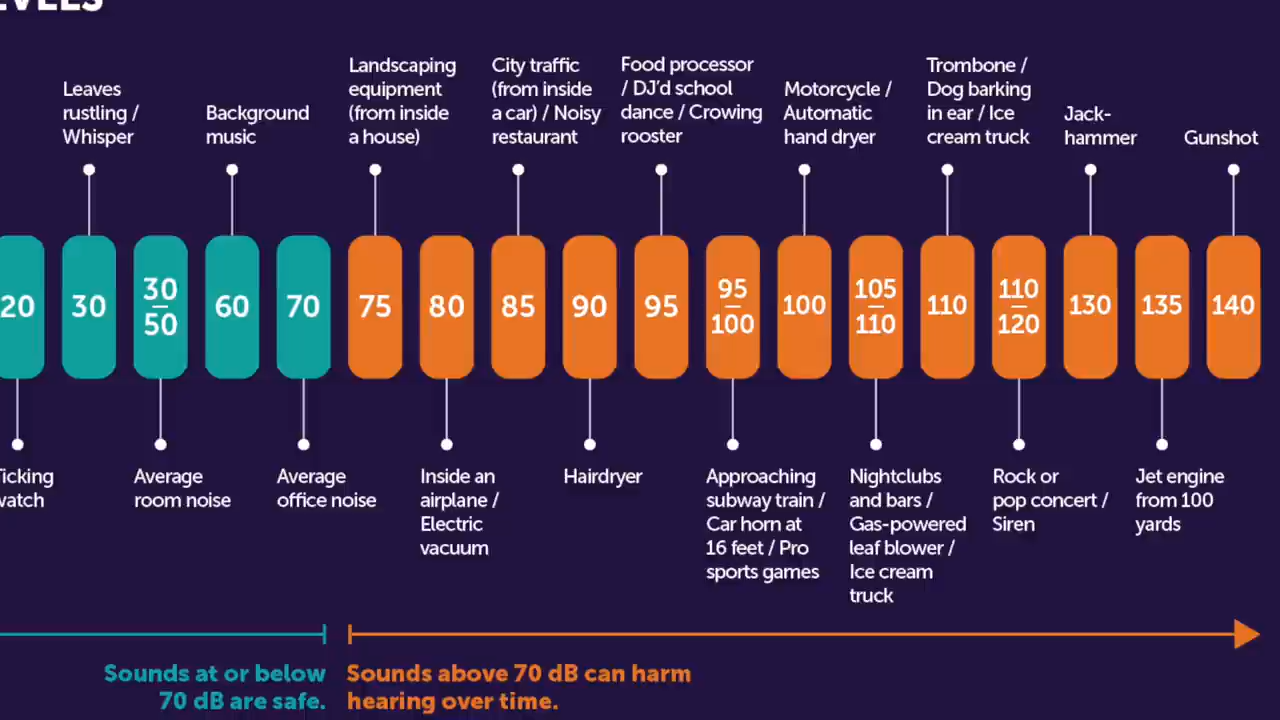 Leaves
rustling /
Whisper
Background
music
Landscaping
equipment
(from inside
a house)
City traffic
(from inside
a car) / Noisy
restaurant
Food processor
/ DJ'd school
dance / Crowing
rooster
Motorcycle /
Automatic
hand dryer
Trombone /
Dog barking
in ear / Ice
cream truck
Jack-
hammer
Gunshot
20
30
30
50
60
70
75
80
85
90
95
95
100
100
105
110
110
110
120
130
135
140
Average
room noise
Average
office noise
Inside an
airplane /
Electric
vacuum
Hairdryer
Approaching
subway train /
Car horn at
16 feet / Pro
sports games
Nightclubs
and bars /
Gas-powered
leaf blower /
Ice cream
truck
Rock or
pop concert /
Siren
Jet engine
from 100
yards
Sounds at or below
70 dB are safe.
Sounds above 70 dB can harm
hearing over time.